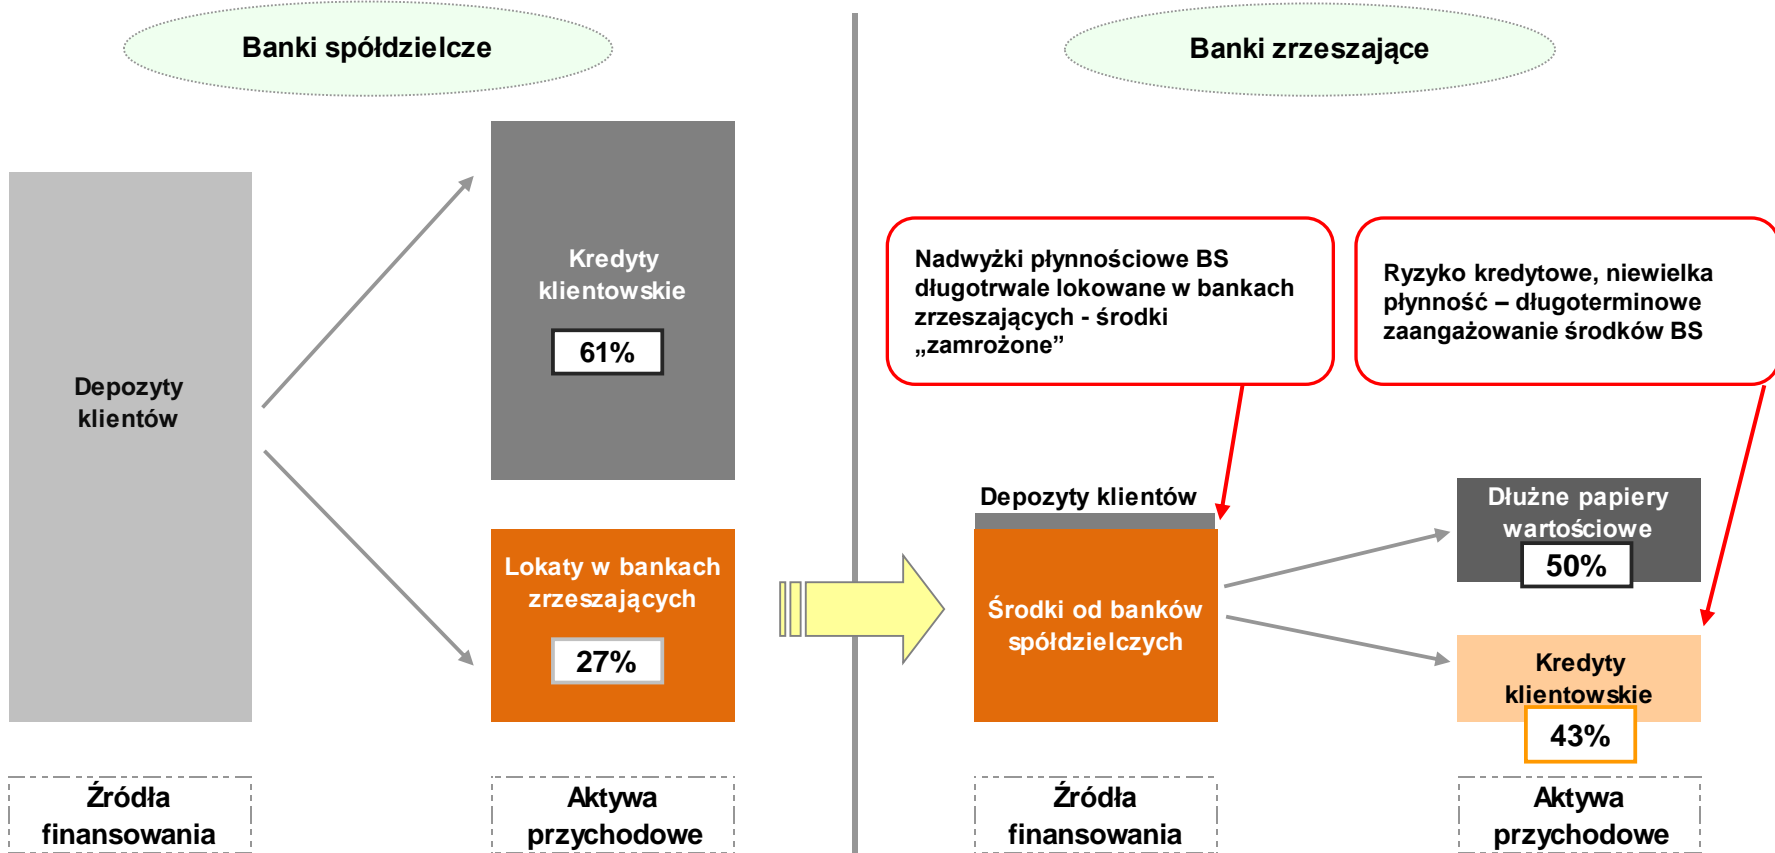 Banki spółdzielcze
Banki zrzeszające
Depozyty
klientów
Kredyty
klientowskie
61%
Lokaty w bankach
zrzeszających
27%
Nadwyżki płynnościowe BS
długotrwale lokowane w bankach
zrzeszających - środki
„zamrożone”
Ryzyko kredytowe, niewielka
płynność – długoterminowe
zaangażowanie środków BS
Depozyty klientów
Środki od banków
spółdzielczych
Dłużne papiery
wartościowe
50%
Kredyty
klientowskie
43%
Źródła
finansowania
Aktywa
przychodowe
Źródła
finansowania
Aktywa
przychodowe